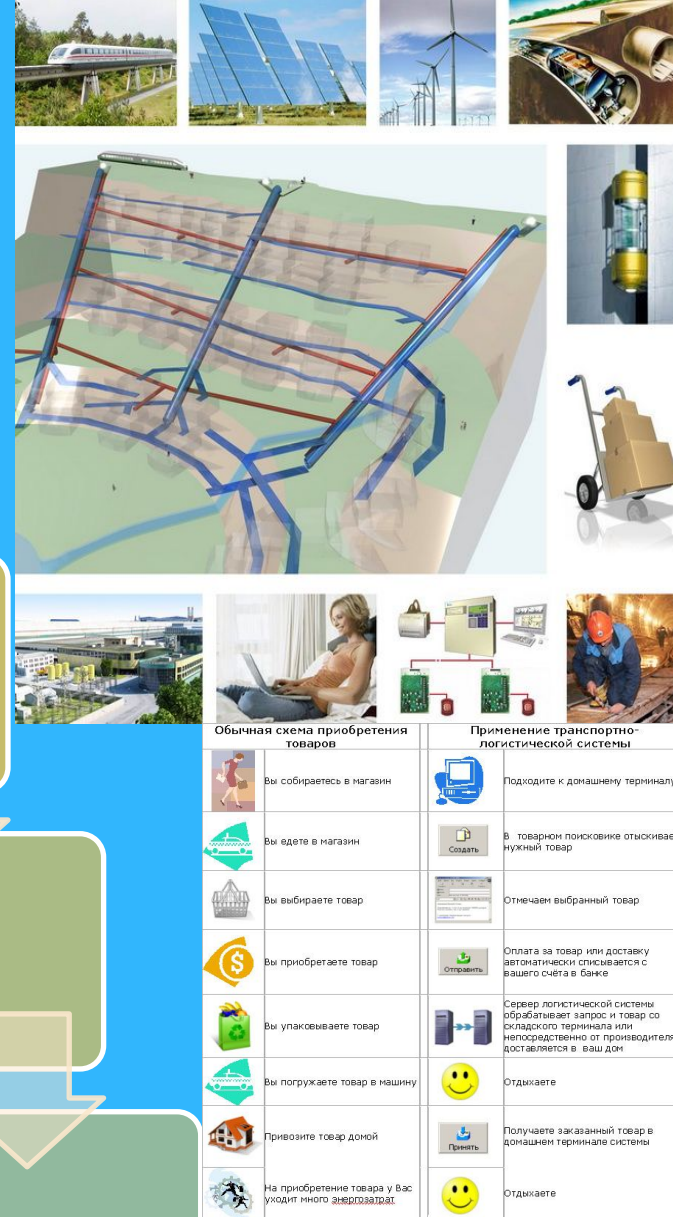 Обычная схема приобретения
товаров
Вы собираетесь в магазин
Вы едете в магазин
Вы выбираете товар
Вы приобретаете товар
Вы упаковываете товар
Вы погружаете товар в машину
Привозите товар домой
На приобретение товара у Вас
уходит много энергозатрат
Применение транспортно-
логистической системы
Подходите к домашнему терминалу
Создать
В товарном поисковике отыскивае
нужный товар
Отмечаем выбранный товар
Отправить
Оплата за товар или доставку
автоматически списывается с
вашего счёта в банке
Сервер логистической системы
обрабатывает запрос и товар со
складского терминала или
непосредственно от производителя
доставляется в ваш дом
Отдыхаете
Принять
Получаете заказанный товар в
домашнем терминале системы
Отдыхаете